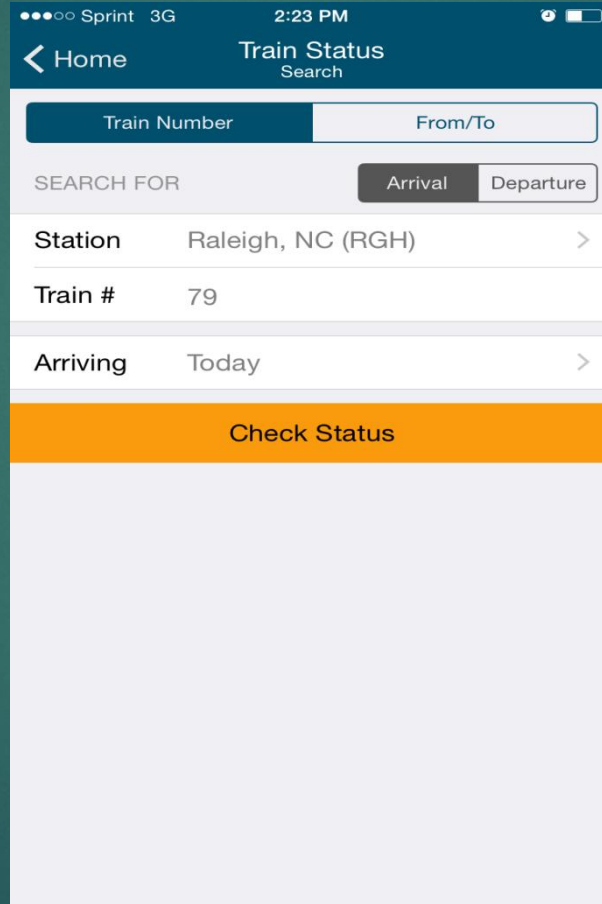 Sprint 3G 2:23 PM
Home
Train Status
Search
Train Number From/To
SEARCH FOR Arrival Departure
Station Raleigh, NC (RGH)
Train # 79
Arriving Today
Check Status